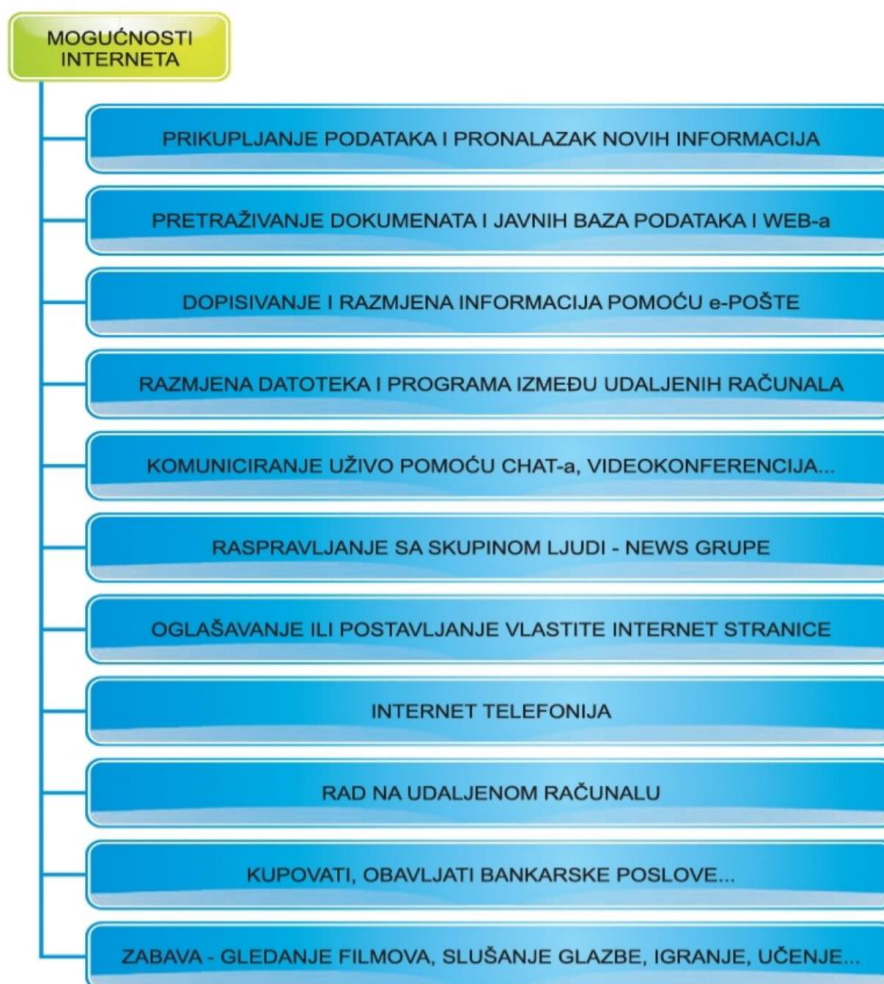 MOGUĆNOSTI
INTERNETA
PRIKUPLJANJE PODATAKA I PRONALAZAK NOVIH INFORMACIJA
PRETRAŽIVANJE DOKUMENATA I JAVNIH BAZA PODATAKA I WEB-a
DOPISIVANJE I RAZMJENA INFORMACIJA POMOĆU e-POŠTE
RAZMJENA DATOTEKA I PROGRAMA IZMEĐU UDALJENIH RAČUNALA
KOMUNICIRANJE UŽIVO POMOĆU CHAT-a, VIDEOKONFERENCIJA...
RASPRAVLJANJE SA SKUPINOM LJUDI - NEWS GRUPE
OGLAŠAVANJE ILI POSTAVLJANJE VLASTITE INTERNET STRANICE
INTERNET TELEFONIJA
RAD NA UDALJENOM RAČUNALU
KUPOVATI, OBAVLJATI BANKARSKE POSLOVE...
ZABAVA - GLEDANJE FILMOVA, SLUŠANJE GLAZBE, IGRANJE, UČENJE...